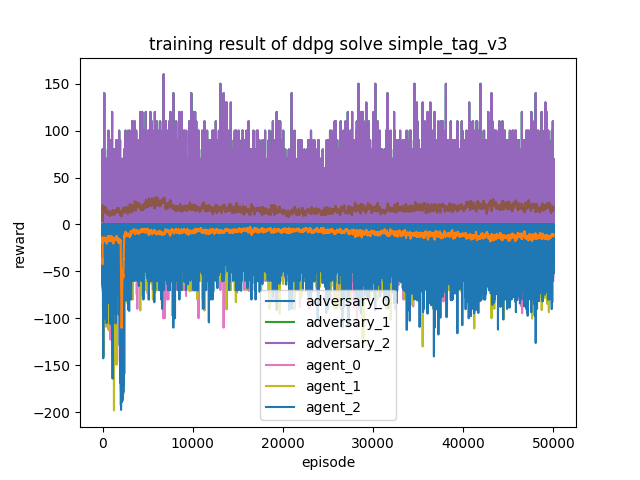 training result of ddpg solve simple_tag_v3
reward
150
100
50
0
−50
−100
−150
−200
adversary_0
adversary_1
adversary_2
agent_0
agent_1
agent_2
0 10000 20000 30000 40000 50000
episode